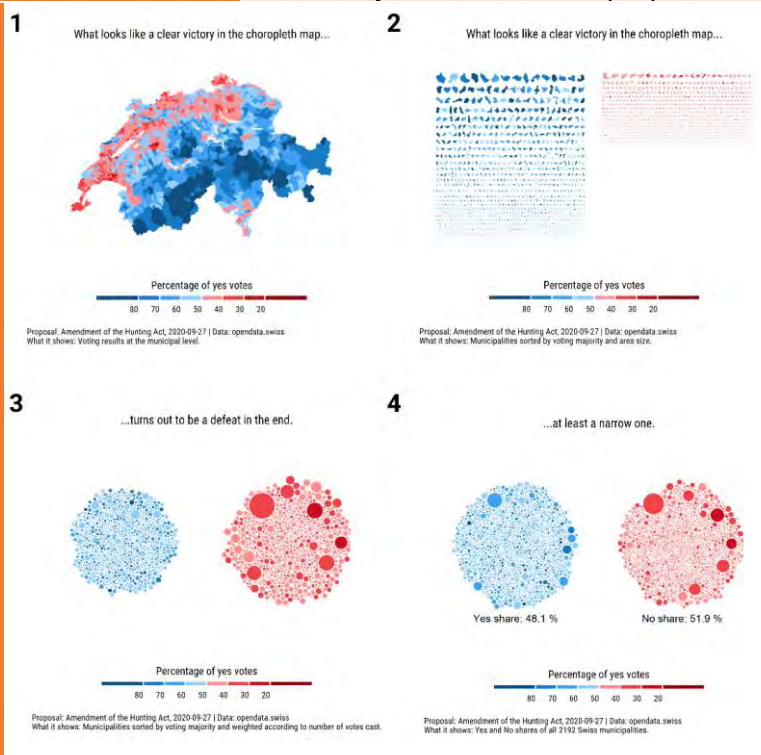 1
What looks like a clear victory in the choropleth map...
Percentage of yes votes
80 70 60 50 40 30 20
Proposal: Amendment of the Hunting Act, 2020-09-27 | Data: opendata.swiss
What it shows: Voting results at the municipal level.
2
What looks like a clear victory in the choropleth map...
Percentage of yes votes
80 70 60 50 40 30 20
Proposal: Amendment of the Hunting Act, 2020-09-27 | Data: opendata.swiss
What it shows: Municipalities sorted by voting majority and area size.
3
...turns out to be a defeat in the end.
Percentage of yes votes
80 70 60 50 40 30 20
Proposal: Amendment of the Hunting Act, 2020-09-27 | Data: opendata.swiss
What it shows: Municipalities sorted by voting majority and weighted according to number of votes cast.
4
...at least a narrow one.
Yes share: 48.1 % No share: 51.9 %
Percentage of yes votes
80 70 60 50 40 30 20
Proposal: Amendment of the Hunting Act, 2020-09-27 | Data: opendata.swiss
What it shows: Yes and No shares of all 2192 Swiss municipalities.